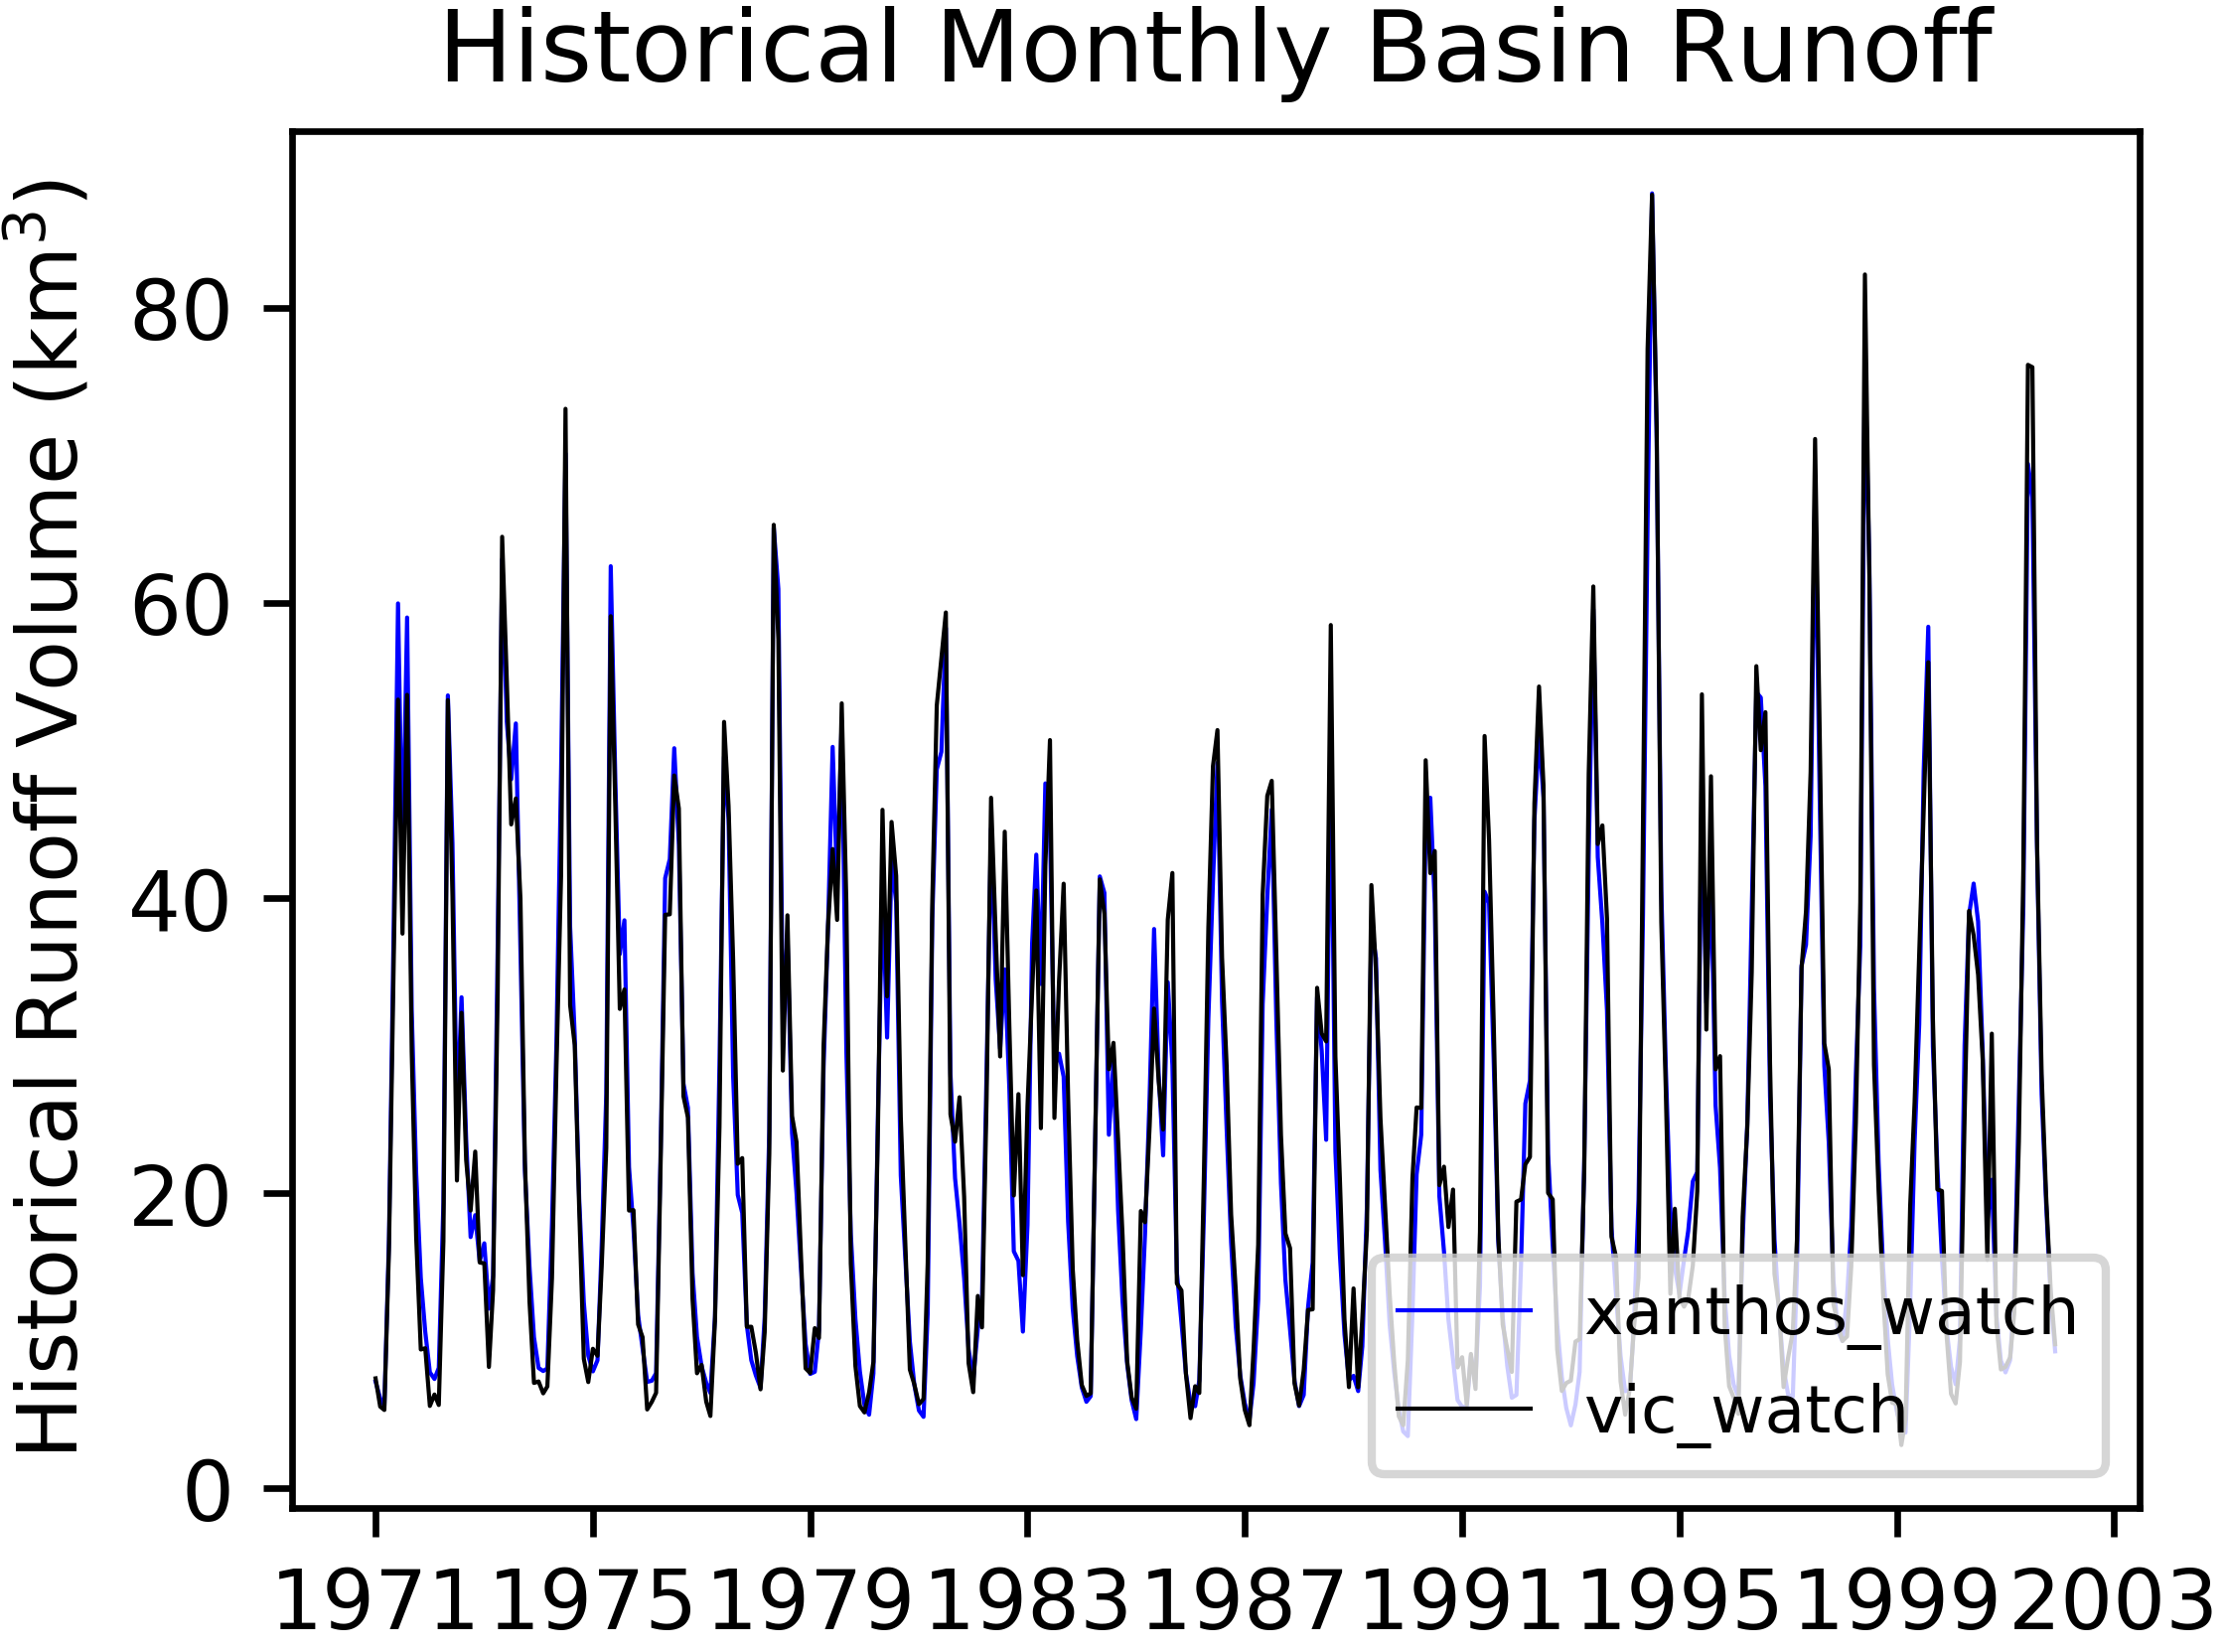 Historical Monthly Basin Runoff
Historical Runoff Volume (km³)
80
60
40
20
0
1971 1975 1979 1983 1987 1991 1995 1999 2003
xanthos_watch
vic_watch